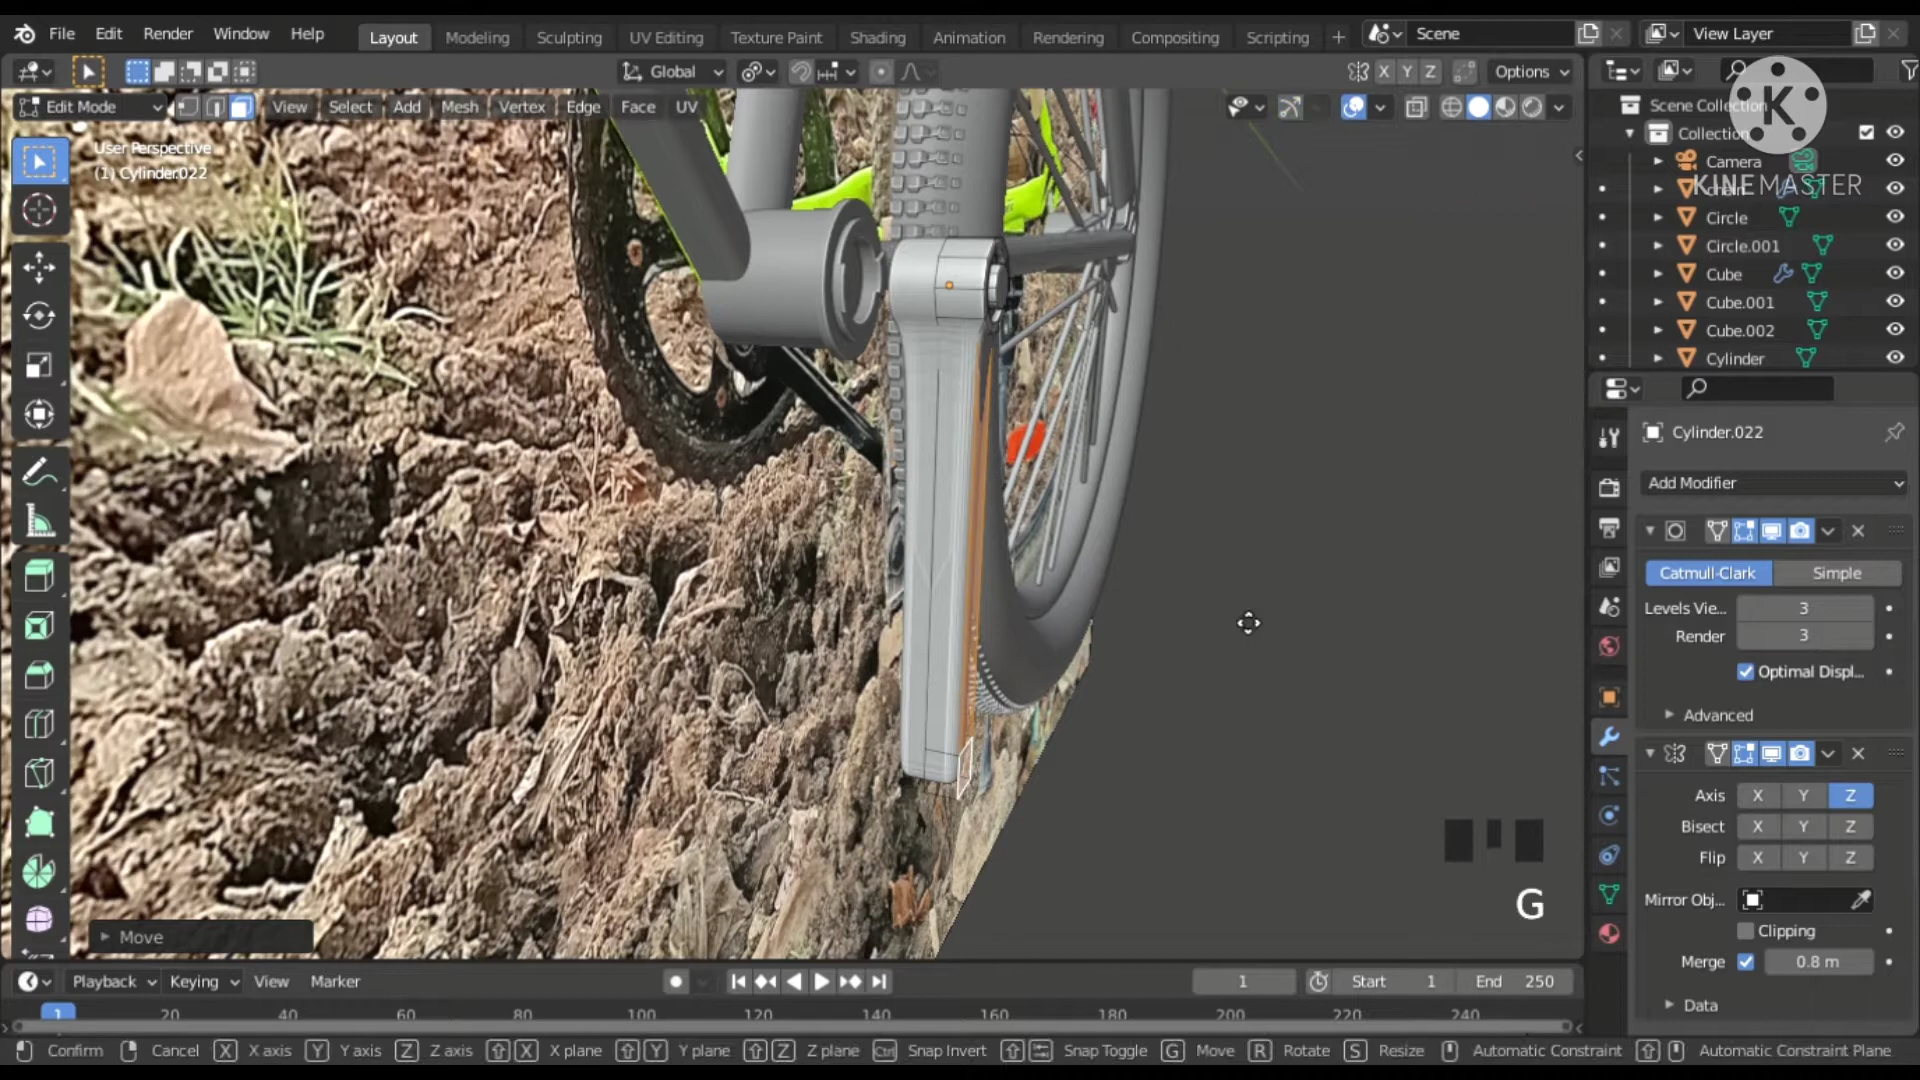 File Edit Render Window Help Layout Modeling Sculpting UV Editing Texture Paint Shading Animation Rendering Compositing Scripting + Scene View Layer
Global X Y Z Options
Edit Mode View Select Add Mesh Vertex Edge Face UV
User Perspective
(1) Cylinder.022
Scene Collection
Collection
Camera
K
KINEMASTER
Circle
Circle.001
Cube
Cube.001
Cube.002
Cylinder
Cylinder.022
Add Modifier
Catmull-Clark Simple
Levels Vie... 3
Render 3
Optimal Displ...
Advanced
Axis X Y Z
Bisect X Y Z
Flip X Y Z
Mirror Obj...
Clipping
Merge 0.8 m
Data
G
Move
Playback Keying View Marker 1 Start 1 End 250
1 20 40 60 80 100 120 140 160 180 200 220 240
Confirm Cancel X X axis Y Y axis Z Z axis X X plane Y Y plane Z Z plane Ctrl Snap Invert Snap Toggle G Move R Rotate S Resize Automatic Constraint Automatic Constraint Plane